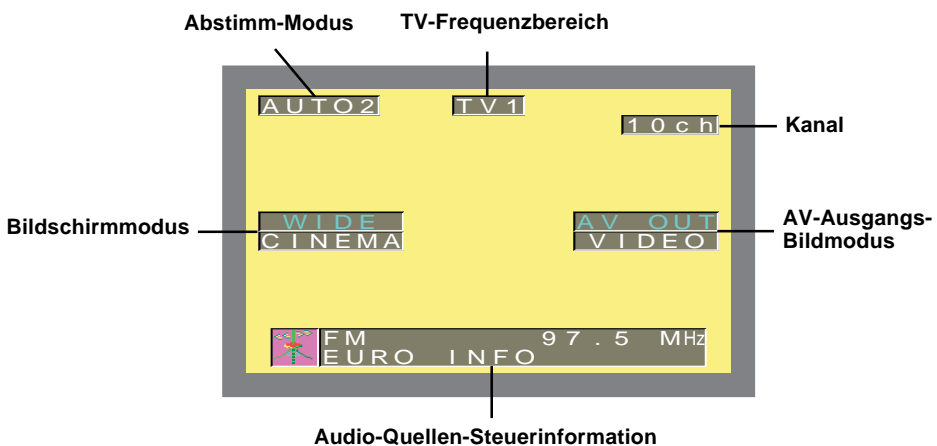 Abstimm-Modus
TV-Frequenzbereich
AUTO2
TV1
10ch
Kanal
Bildschirmmodus
WIDE
CINEMA
AV OUT
VIDEO
AV-Ausgangs-
Bildmodus
FM 97.5 MHz
EURO INFO
Audio-Quellen-Steuerinformation